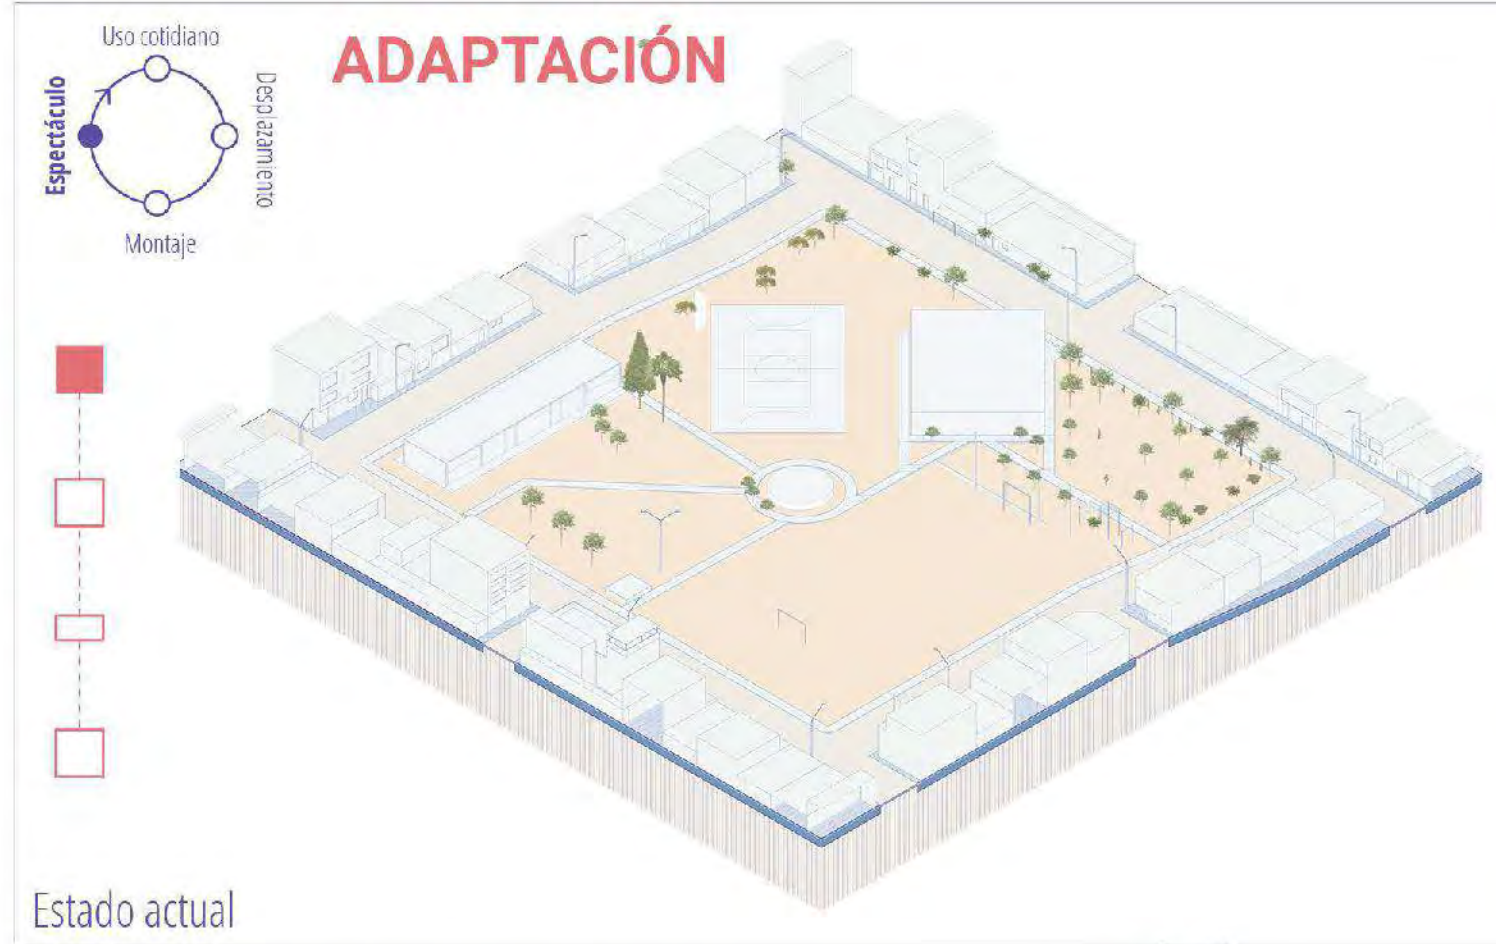 Uso cotidiano
ADAPTACIÓN
Espectáculo
Desplazamiento
Montaje
Estado actual